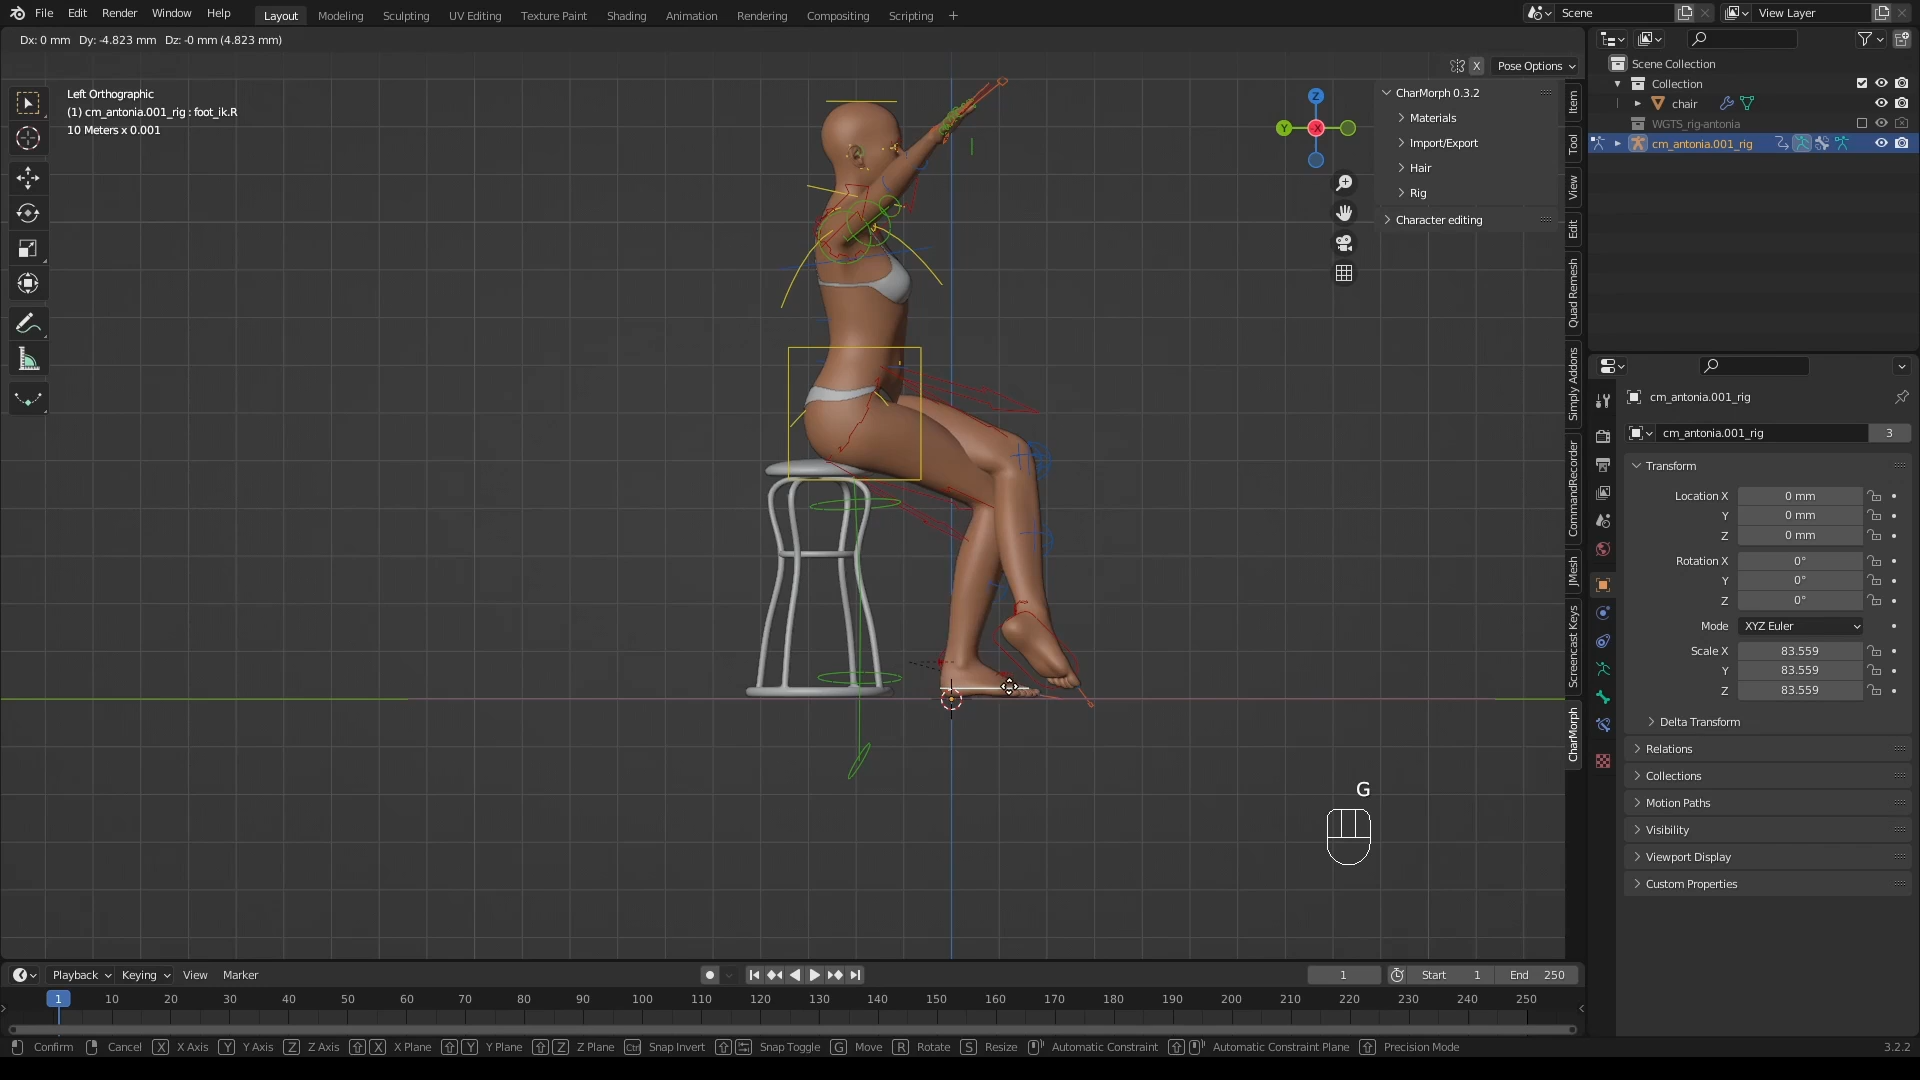 File Edit Render Window Help Layout Modeling Sculpting UV Editing Texture Paint Shading Animation Rendering Compositing Scripting + Scene View Layer
Dx: 0 mm Dy: -4.823 mm Dz: -0 mm (4.823 mm)
X Pose Options
Left Orthographic
(1) cm_antonia.001_rig : foot_ik.R
10 Meters x 0.001
Z
Y
X
CharMorph 0.3.2
Materials
Import/Export
Hair
Rig
Character editing
Item
Tool
View
Edit
Quad Remesh
Simply Addons
CommandRecorder
JMesh
Screencast Keys
CharMorph
Scene Collection
Collection
chair
WGTS_rig-antonia
cm_antonia.001_rig
cm_antonia.001_rig
cm_antonia.001_rig 3
Transform
Location X 0 mm
Y 0 mm
Z 0 mm
Rotation X 0°
Y 0°
Z 0°
Mode XYZ Euler
Scale X 83.559
Y 83.559
Z 83.559
Delta Transform
Relations
Collections
Motion Paths
Visibility
Viewport Display
Custom Properties
G
Playback Keying View Marker 1 Start 1 End 250
1 10 20 30 40 50 60 70 80 90 100 110 120 130 140 150 160 170 180 190 200 210 220 230 240 250
Confirm Cancel X X Axis Y Y Axis Z Z Axis X X Plane Y Y Plane Z Z Plane Ctrl Snap Invert Snap Toggle G Move R Rotate S Resize Automatic Constraint Automatic Constraint Plane Precision Mode 3.2.2